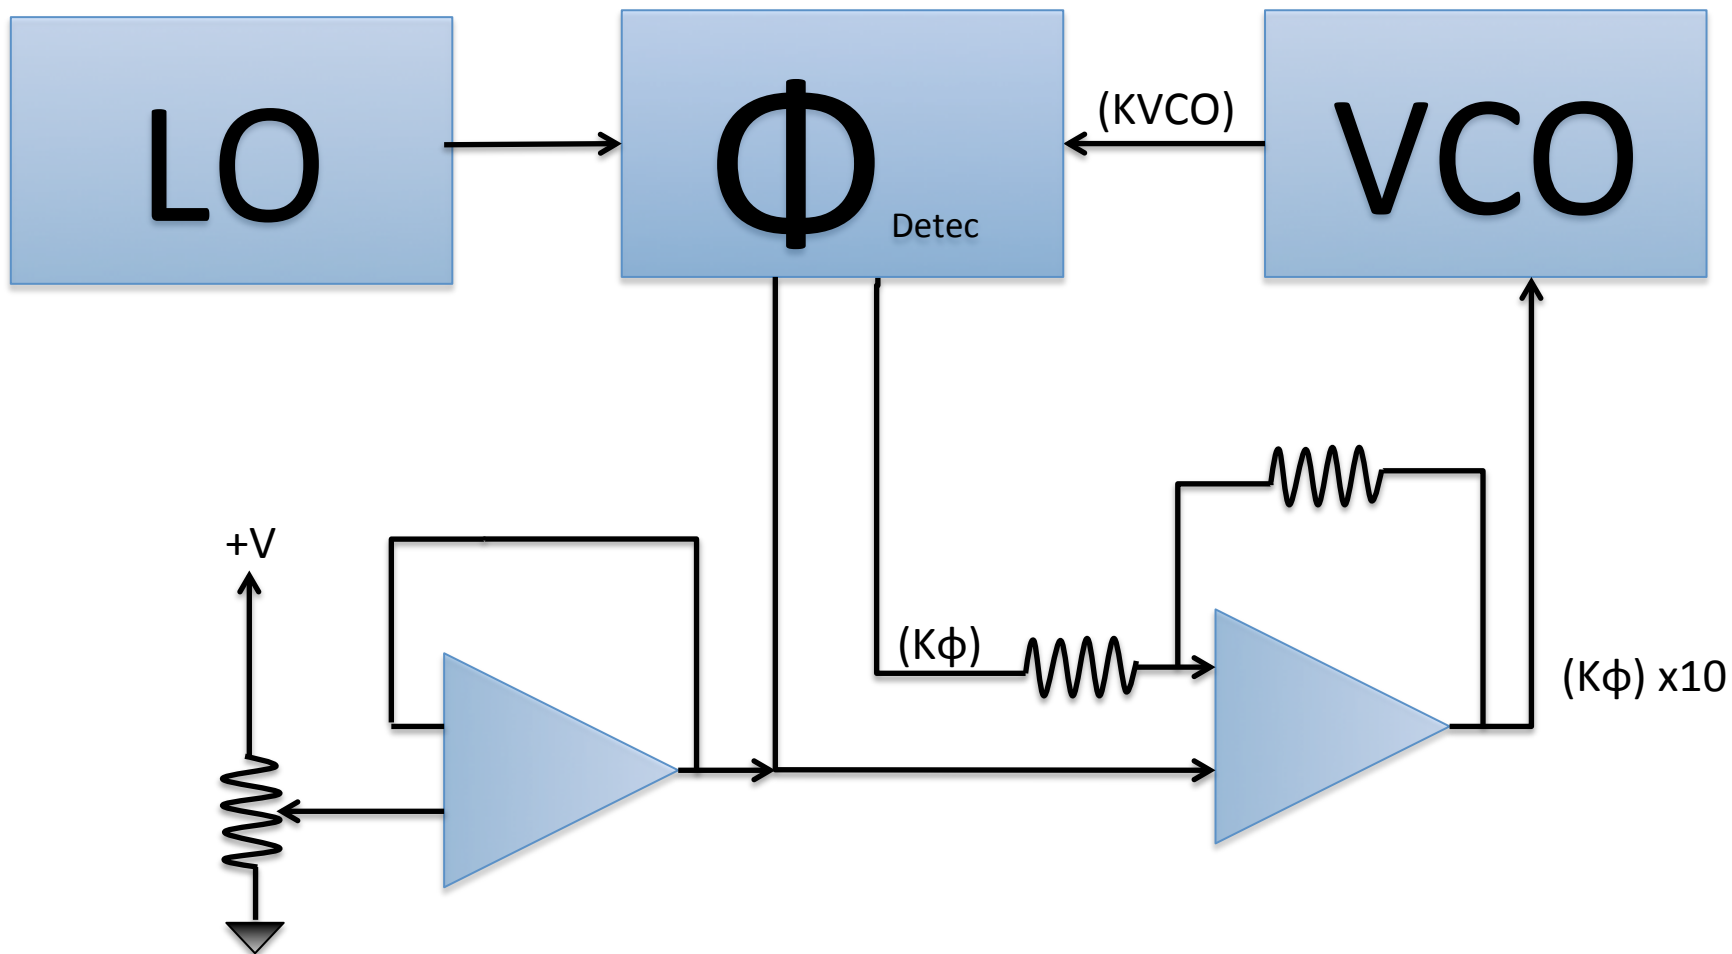 LO
Φ Detec
(KVCO)
VCO
+V
(Kφ)
(Kφ) x10